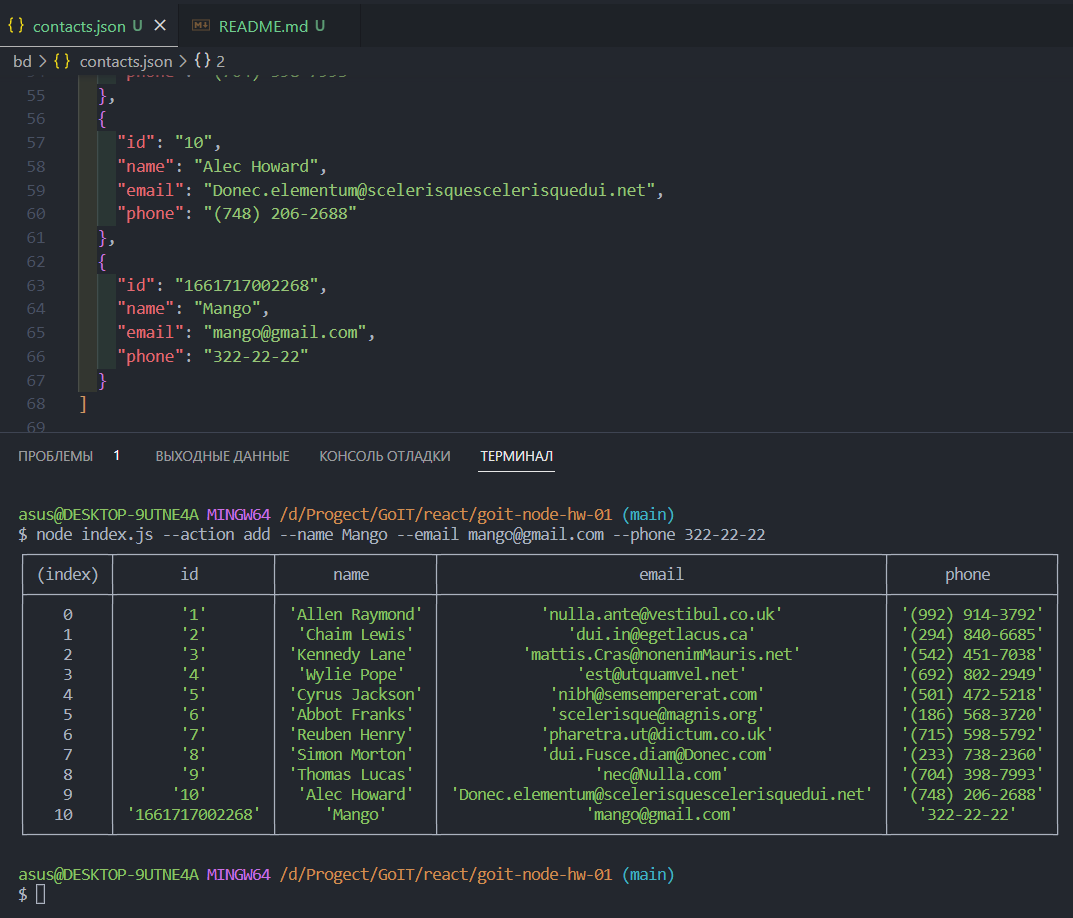 { } contacts.json U × README.md U
bd > { } contacts.json > { } 2
55 },
56 {
57 "id": "10",
58 "name": "Alec Howard",
59 "email": "Donec.elementum@scelerisquescelerisquedui.net",
60 "phone": "(748) 206-2688"
61 },
62 {
63 "id": "1661717002268",
64 "name": "Mango",
65 "email": "mango@gmail.com",
66 "phone": "322-22-22"
67 }
68 ]
69
ПРОБЛЕМЫ 1 ВЫХОДНЫЕ ДАННЫЕ КОНСОЛЬ ОТЛАДКИ ТЕРМИНАЛ
asus@DESKTOP-9UTNE4A MINGW64 /d/Progect/GoIT/react/goit-node-hw-01 (main)
$ node index.js --action add --name Mango --email mango@gmail.com --phone 322-22-22
(index) id name email phone
0 '1' 'Allen Raymond' 'nulla.ante@vestibul.co.uk' '(992) 914-3792'
1 '2' 'Chaim Lewis' 'dui.in@egetlacus.ca' '(294) 840-6685'
2 '3' 'Kennedy Lane' 'mattis.Cras@nonenimMauris.net' '(542) 451-7038'
3 '4' 'Wylie Pope' 'est@utquamvel.net' '(692) 802-2949'
4 '5' 'Cyrus Jackson' 'nibh@semsempererat.com' '(501) 472-5218'
5 '6' 'Abbot Franks' 'scelerisque@magnis.org' '(186) 568-3720'
6 '7' 'Reuben Henry' 'pharetra.ut@dictum.co.uk' '(715) 598-5792'
7 '8' 'Simon Morton' 'dui.Fusce.diam@Donec.com' '(233) 738-2360'
8 '9' 'Thomas Lucas' 'nec@Nulla.com' '(704) 398-7993'
9 '10' 'Alec Howard' 'Donec.elementum@scelerisquescelerisquedui.net' '(748) 206-2688'
10 '1661717002268' 'Mango' 'mango@gmail.com' '322-22-22'
asus@DESKTOP-9UTNE4A MINGW64 /d/Progect/GoIT/react/goit-node-hw-01 (main)
$